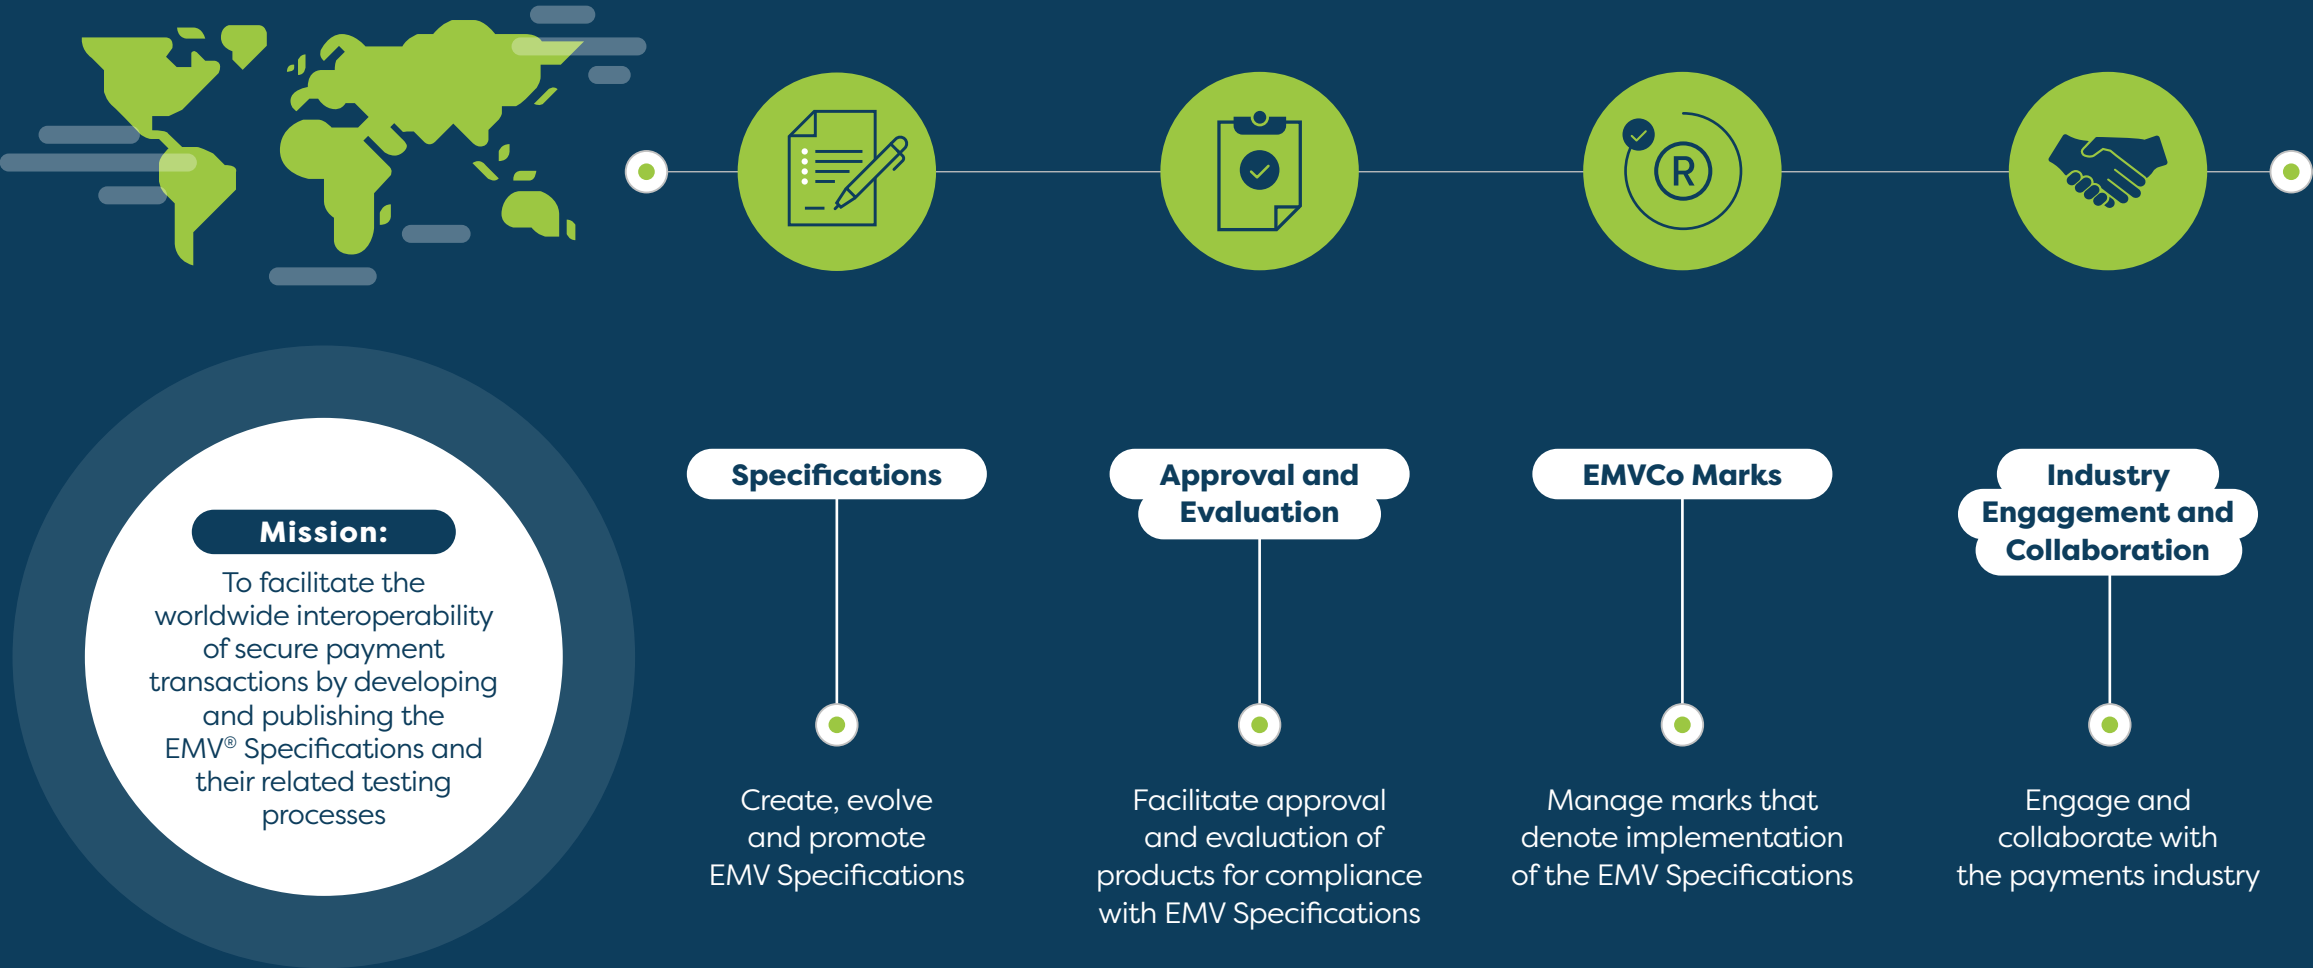 Mission:
To facilitate the
worldwide interoperability
of secure payment
transactions by developing
and publishing the
EMV® Specifications and
their related testing
processes
R
Specifications
Create, evolve
and promote
EMV Specifications
Approval and
Evaluation
Facilitate approval
and evaluation of
products for compliance
with EMV Specifications
EMVCo Marks
Manage marks that
denote implementation
of the EMV Specifications
Industry
Engagement and
Collaboration
Engage and
collaborate with
the payments industry